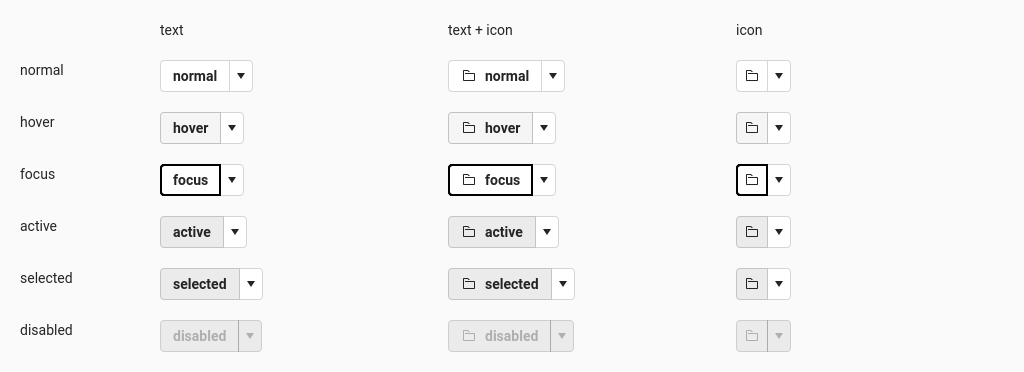 text text + icon icon
normal normal normal
hover hover hover
focus focus focus
active active active
selected selected selected
disabled disabled disabled